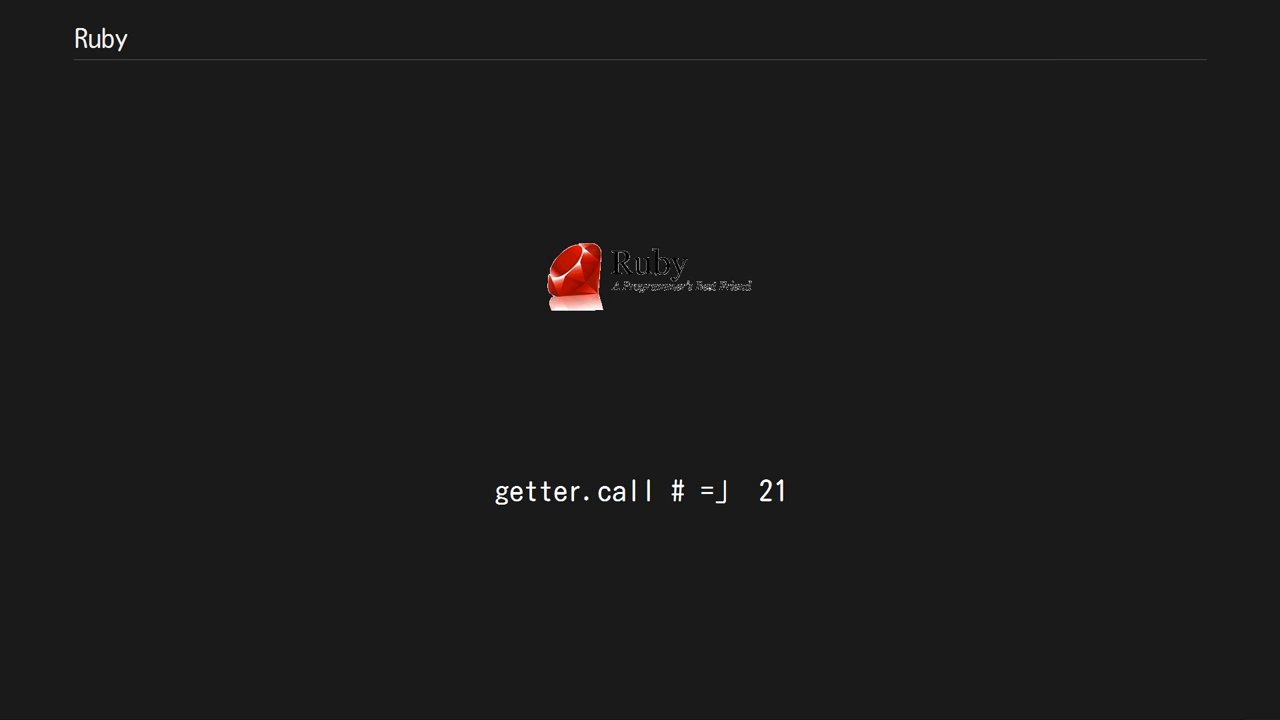 Ruby
Ruby
A Programmer's Best Friend
getter.call # =」 21